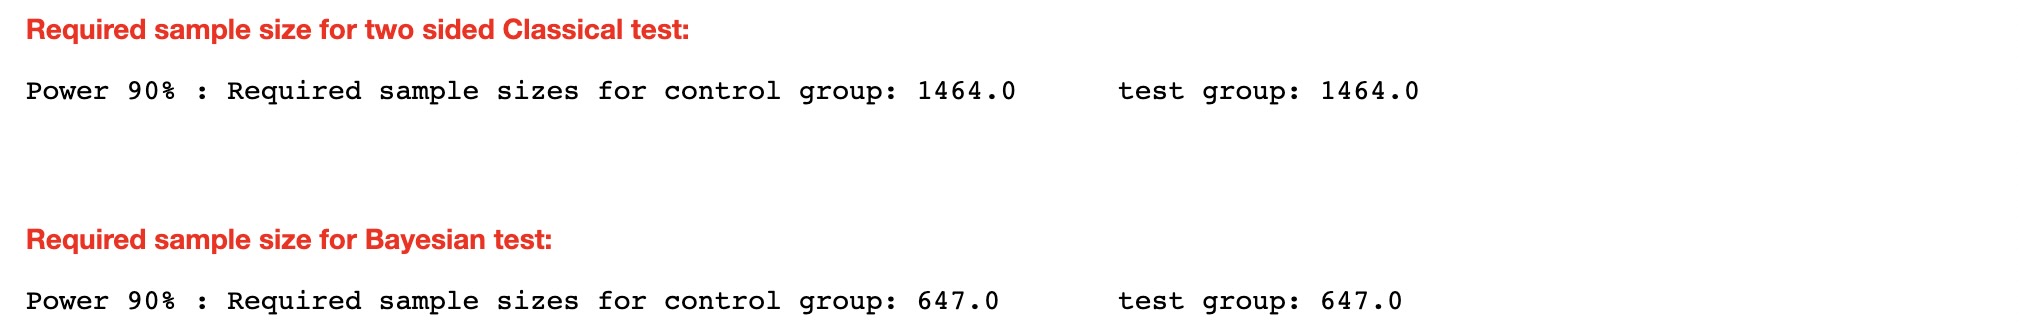 Required sample size for two sided Classical test:
Power 90% : Required sample sizes for control group: 1464.0      test group: 1464.0
Required sample size for Bayesian test:
Power 90% : Required sample sizes for control group: 647.0       test group: 647.0